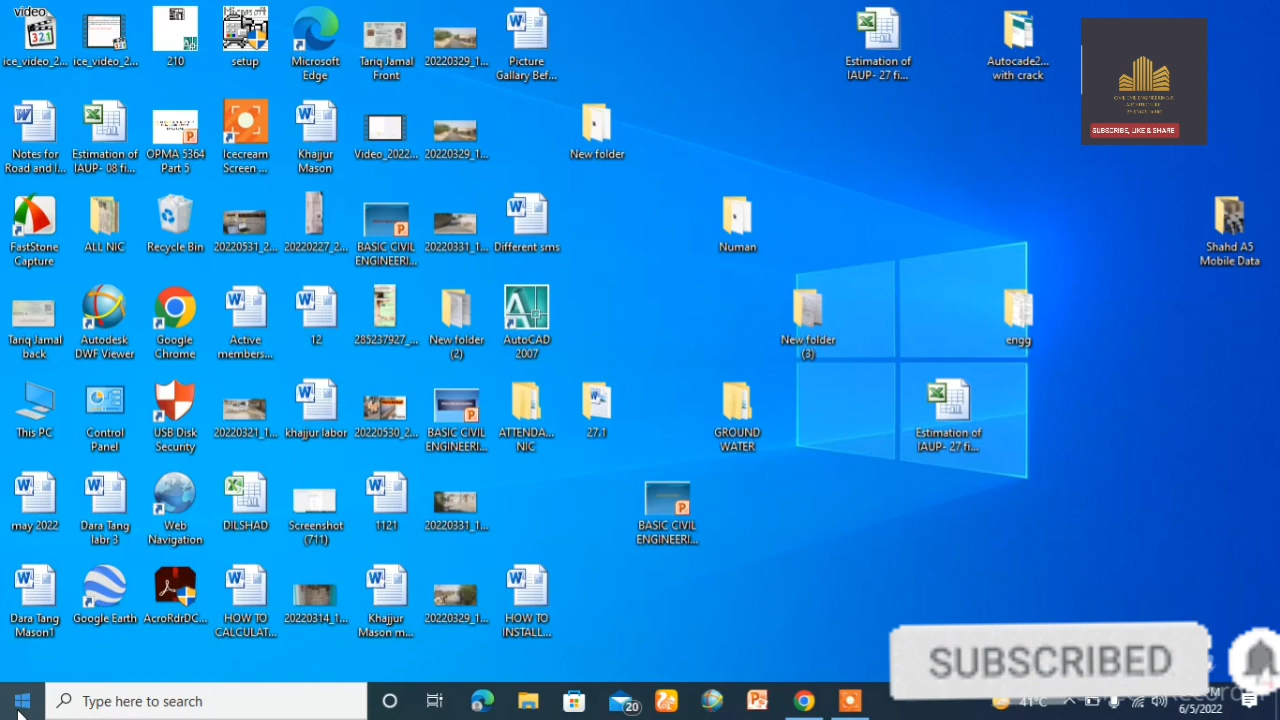 video
ice_video_2...
ice_video_2...
210
Microsoft
setup
Microsoft
Edge
Tariq Jamal
Front
20220329_1...
Picture
Gallary Bef...
Estimation of
IAUP- 27 fi...
Autocade2...
with crack
SUBSCRIBE, LIKE & SHARE
Notes for
Road and I...
Estimation of
IAUP- 08 fi...
OPMA 5364
Part 5
Icecream
Screen ...
Khajjur
Mason
Video_2022...
20220329_1...
New folder
FastStone
Capture
ALL NIC
Recycle Bin
20220531_2...
20220227_2...
BASIC CIVIL
ENGINEERI...
20220331_1...
Different sms
Numan
Shahd A5
Mobile Data
Tariq Jamal
back
Autodesk
DWF Viewer
Google
Chrome
Active
members...
12
285237927_...
New folder
(2)
AutoCAD
2007
New folder
(3)
engg
This PC
Control
Panel
USB Disk
Security
20220321_1...
khajjur labor
20220530_2...
BASIC CIVIL
ENGINEERI...
ATTENDA...
NIC
27.1
GROUND
WATER
Estimation of
IAUP- 27 fi...
may 2022
Dara Tang
labr 3
Web
Navigation
DILSHAD
Screenshot
(711)
1121
20220331_1...
BASIC CIVIL
ENGINEERI...
Dara Tang
Mason1
Google Earth
AcroRdrDC...
HOW TO
CALCULAT...
20220314_1...
Khajjur
Mason m...
20220329_1...
HOW TO
INSTALL...
SUBSCRIBED
Type here to search
20
41°C
6/5/2022